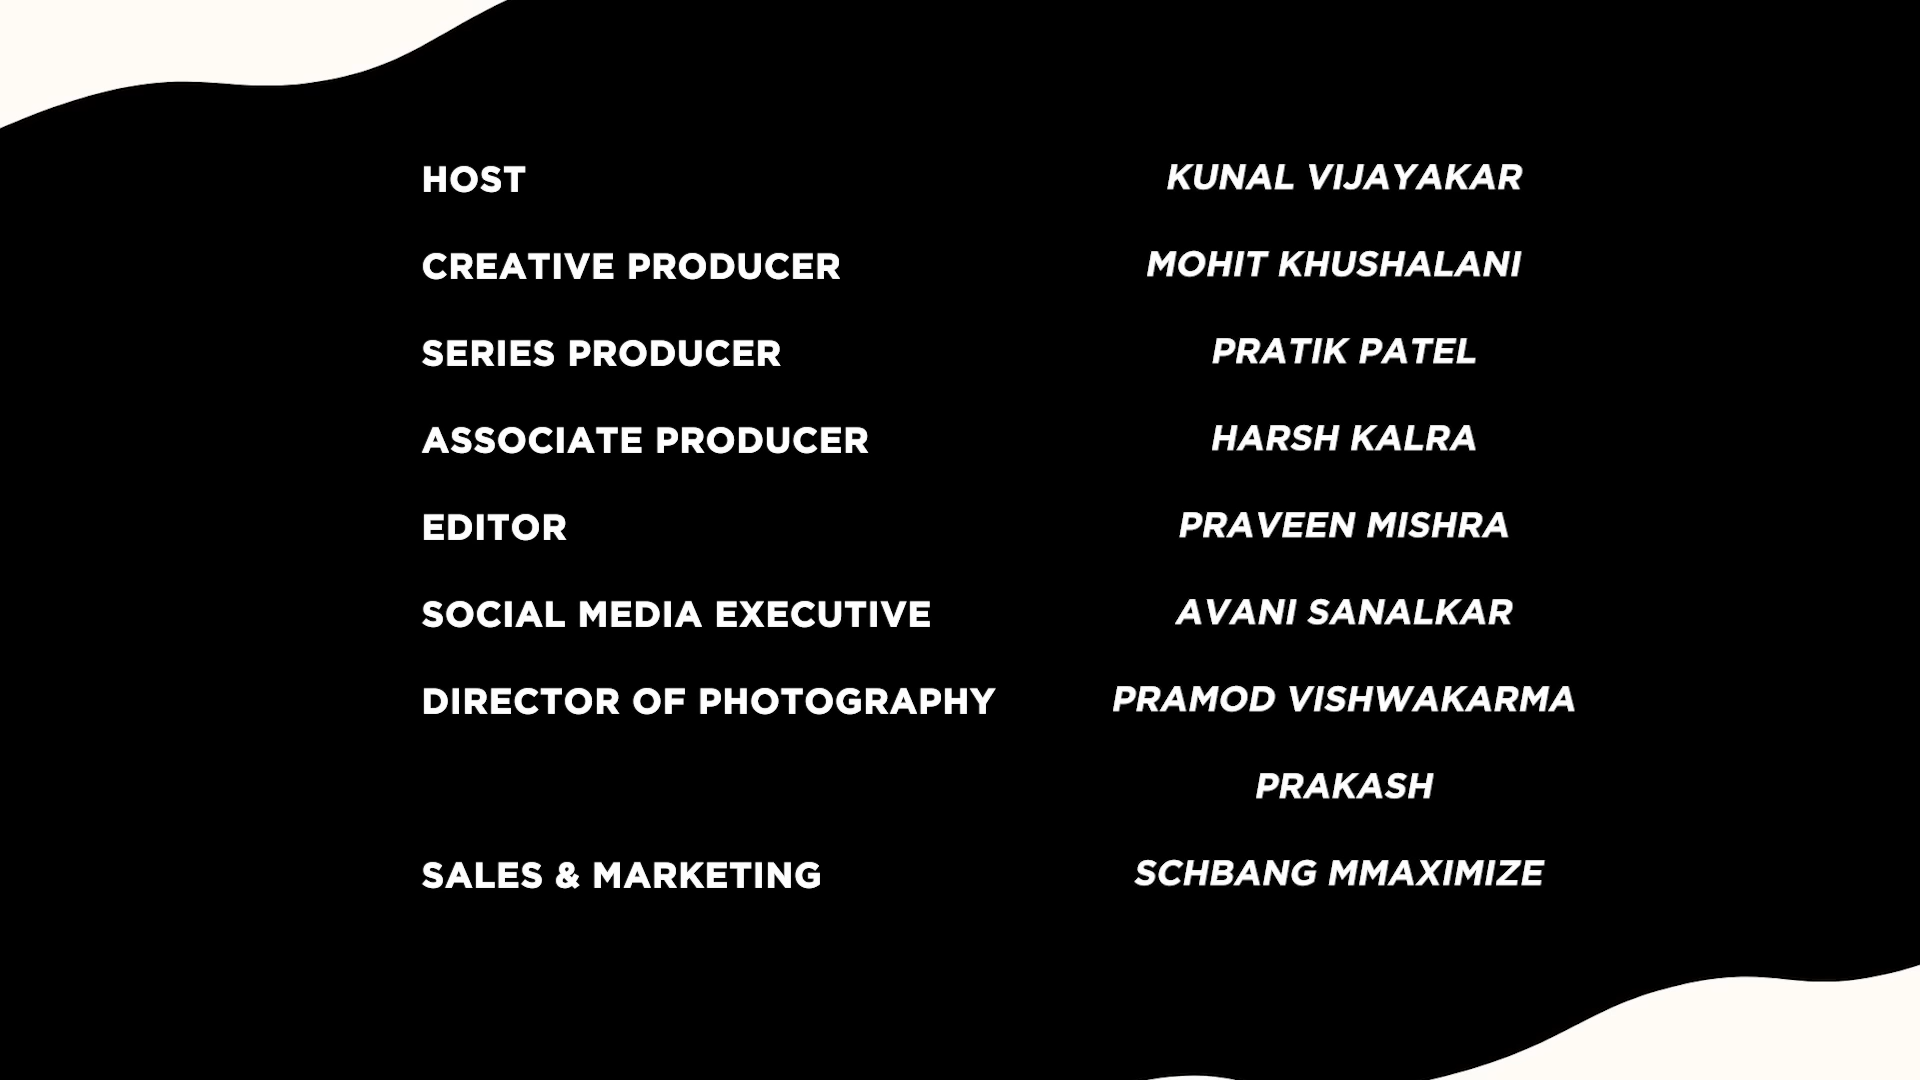 HOST KUNAL VIJAYAKAR
CREATIVE PRODUCER MOHIT KHUSHALANI
SERIES PRODUCER PRATIK PATEL
ASSOCIATE PRODUCER HARSH KALRA
EDITOR PRAVEEN MISHRA
SOCIAL MEDIA EXECUTIVE AVANI SANALKAR
DIRECTOR OF PHOTOGRAPHY PRAMOD VISHWAKARMA
PRAKASH
SALES & MARKETING SCHBANG MMAXIMIZE